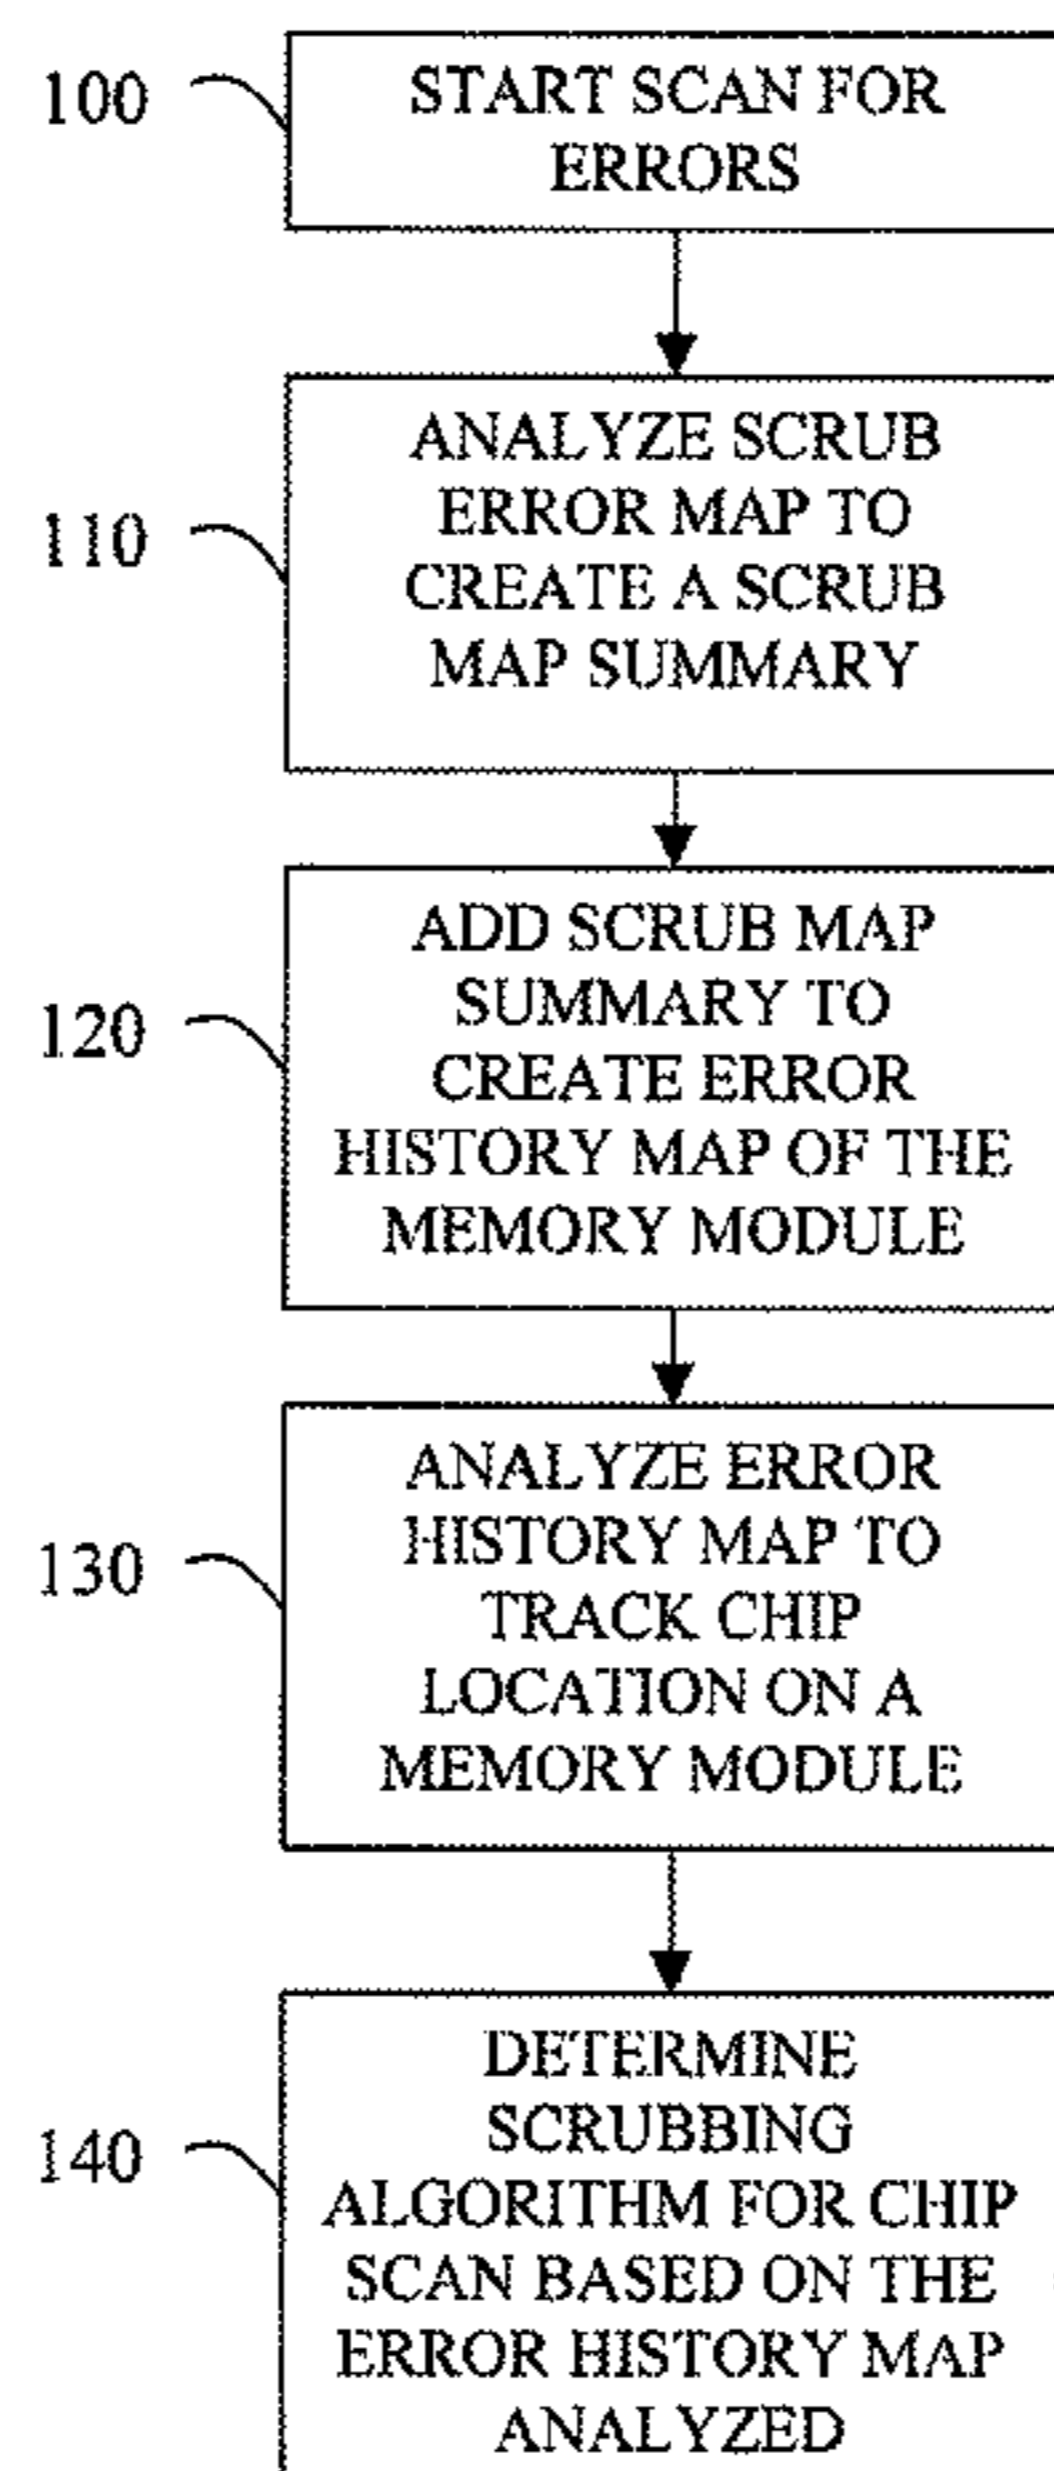 100
START SCAN FOR
ERRORS
110
ANALYZE SCRUB
ERROR MAP TO
CREATE A SCRUB
MAP SUMMARY
120
ADD SCRUB MAP
SUMMARY TO
CREATE ERROR
HISTORY MAP OF THE
MEMORY MODULE
130
ANALYZE ERROR
HISTORY MAP TO
TRACK CHIP
LOCATION ON A
MEMORY MODULE
140
DETERMINE
SCRUBBING
ALGORITHM FOR CHIP
SCAN BASED ON THE
ERROR HISTORY MAP
ANALYZED